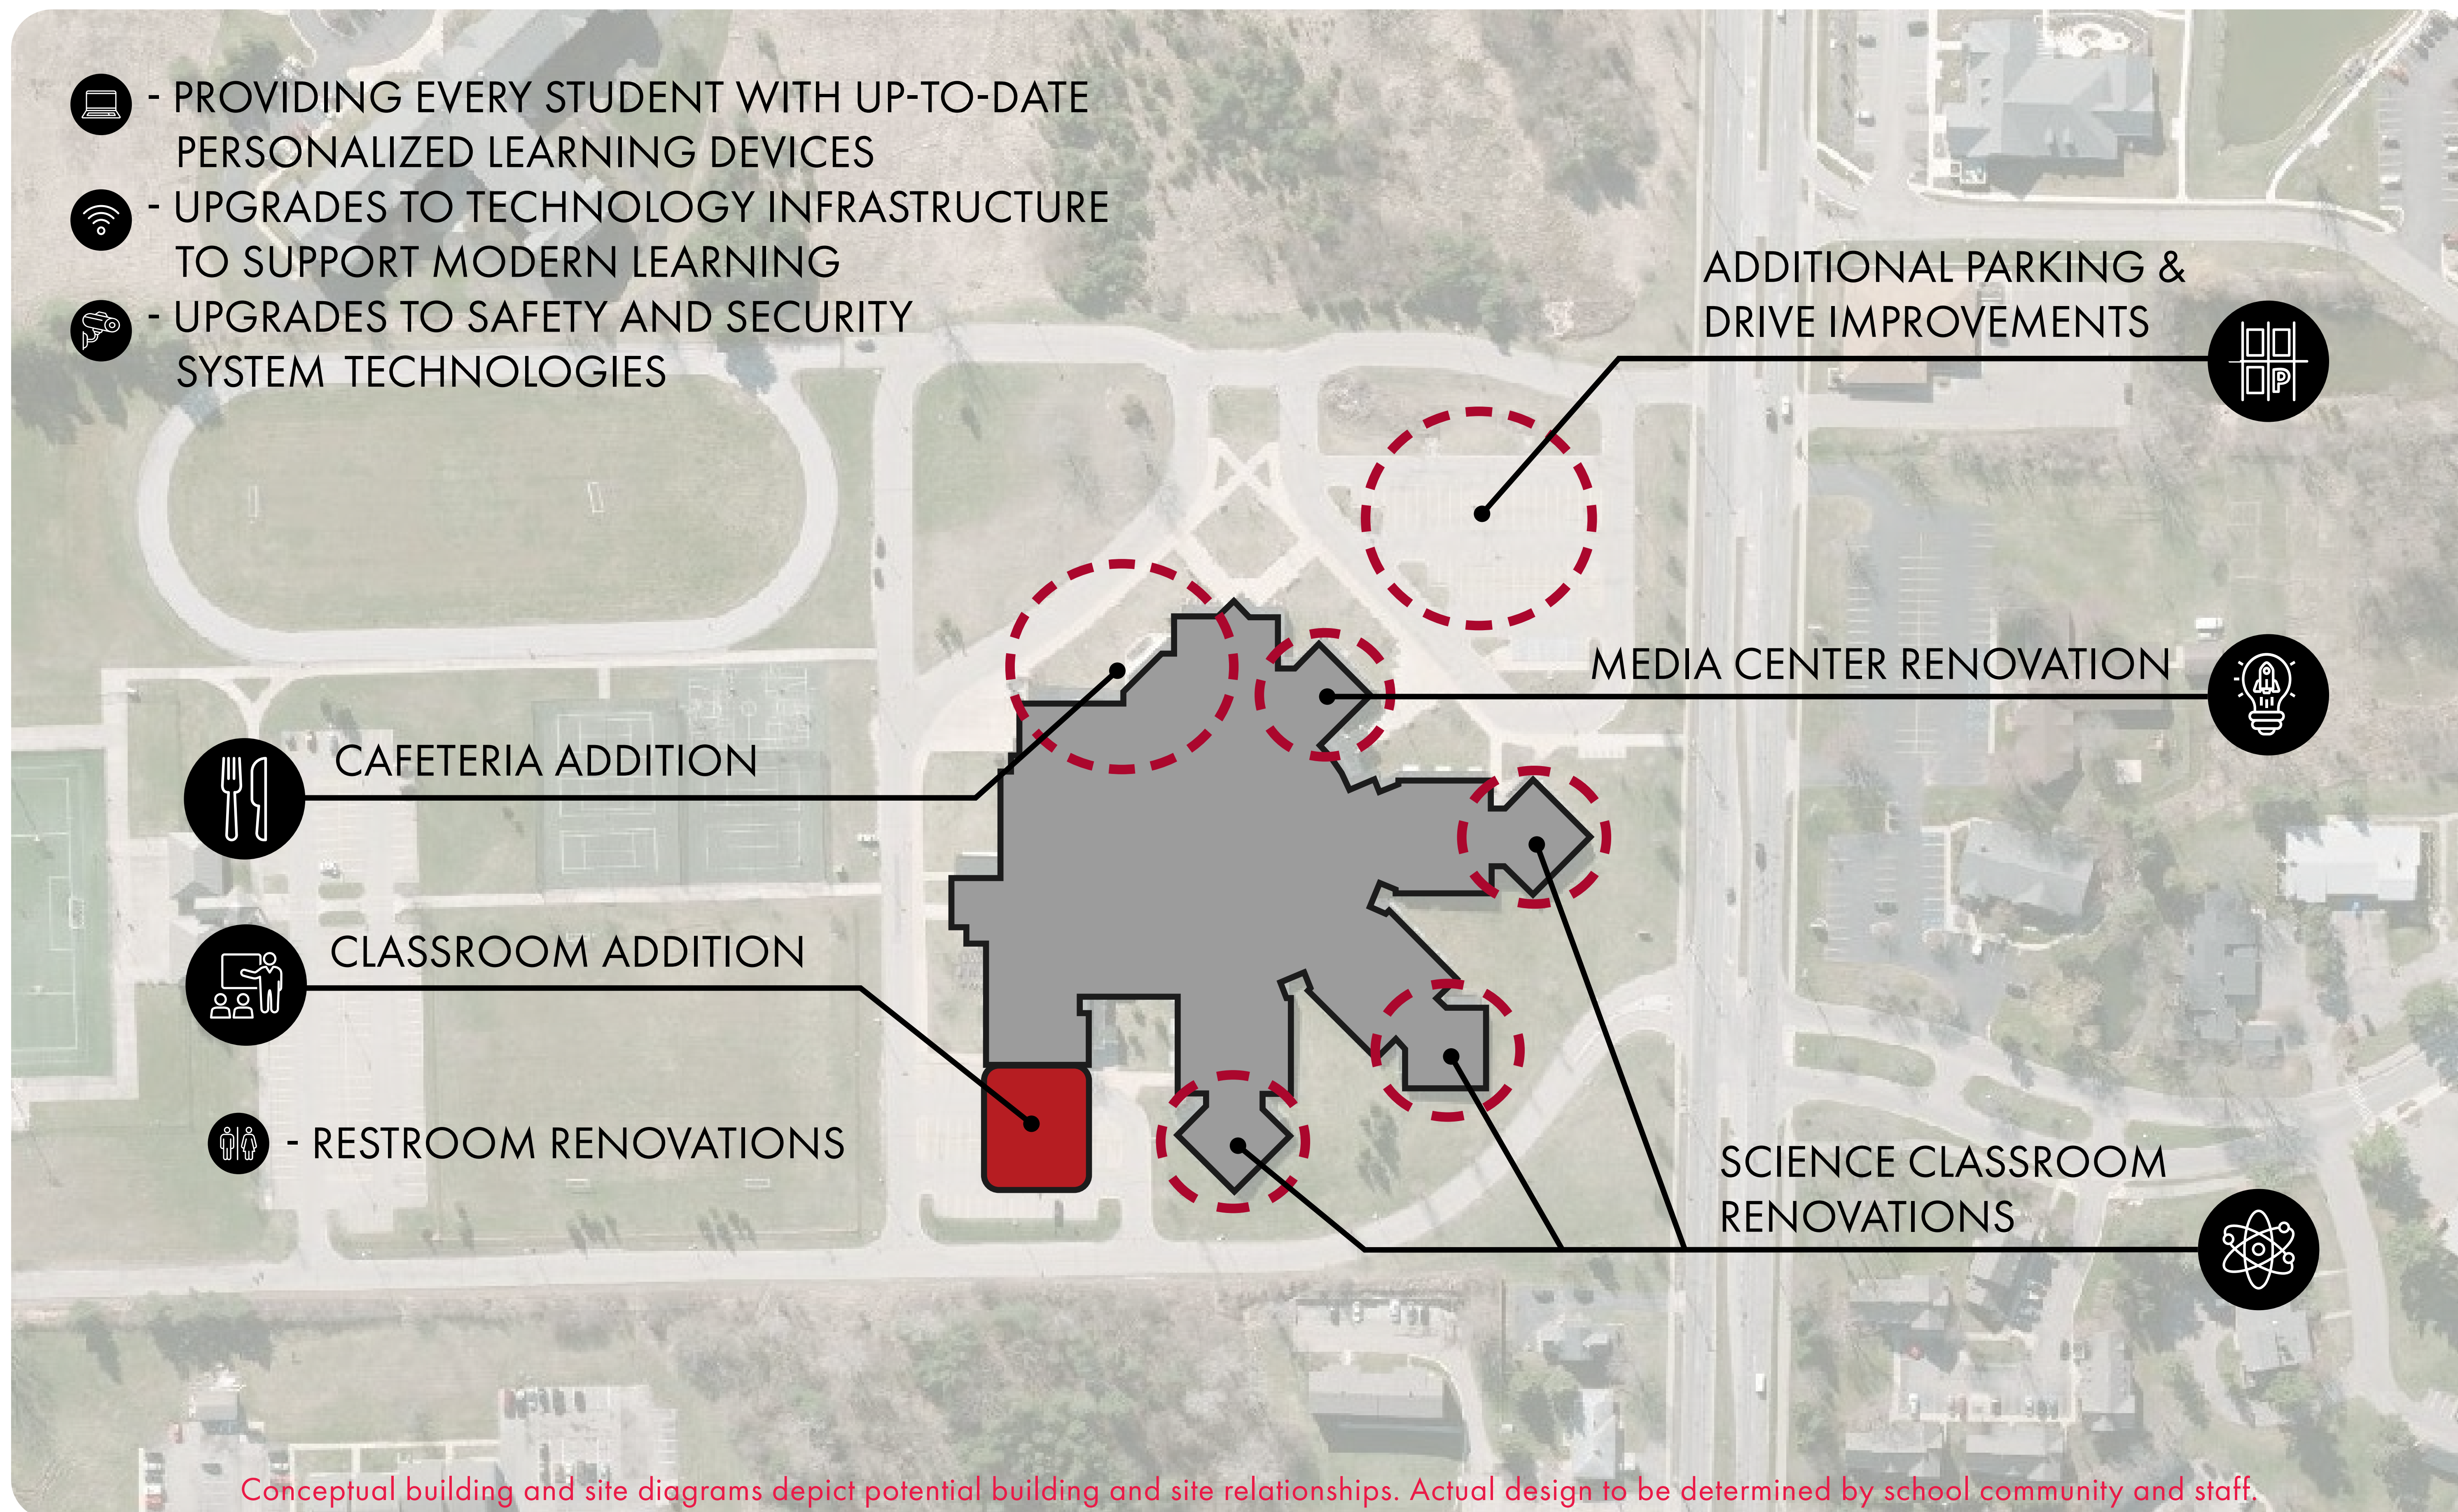 - PROVIDING EVERY STUDENT WITH UP-TO-DATE
PERSONALIZED LEARNING DEVICES
- UPGRADES TO TECHNOLOGY INFRASTRUCTURE
TO SUPPORT MODERN LEARNING
- UPGRADES TO SAFETY AND SECURITY
SYSTEM TECHNOLOGIES
ADDITIONAL PARKING &
DRIVE IMPROVEMENTS
P
MEDIA CENTER RENOVATION
CAFETERIA ADDITION
CLASSROOM ADDITION
- RESTROOM RENOVATIONS
SCIENCE CLASSROOM
RENOVATIONS
Conceptual building and site diagrams depict potential building and site relationships. Actual design to be determined by school community and staff.